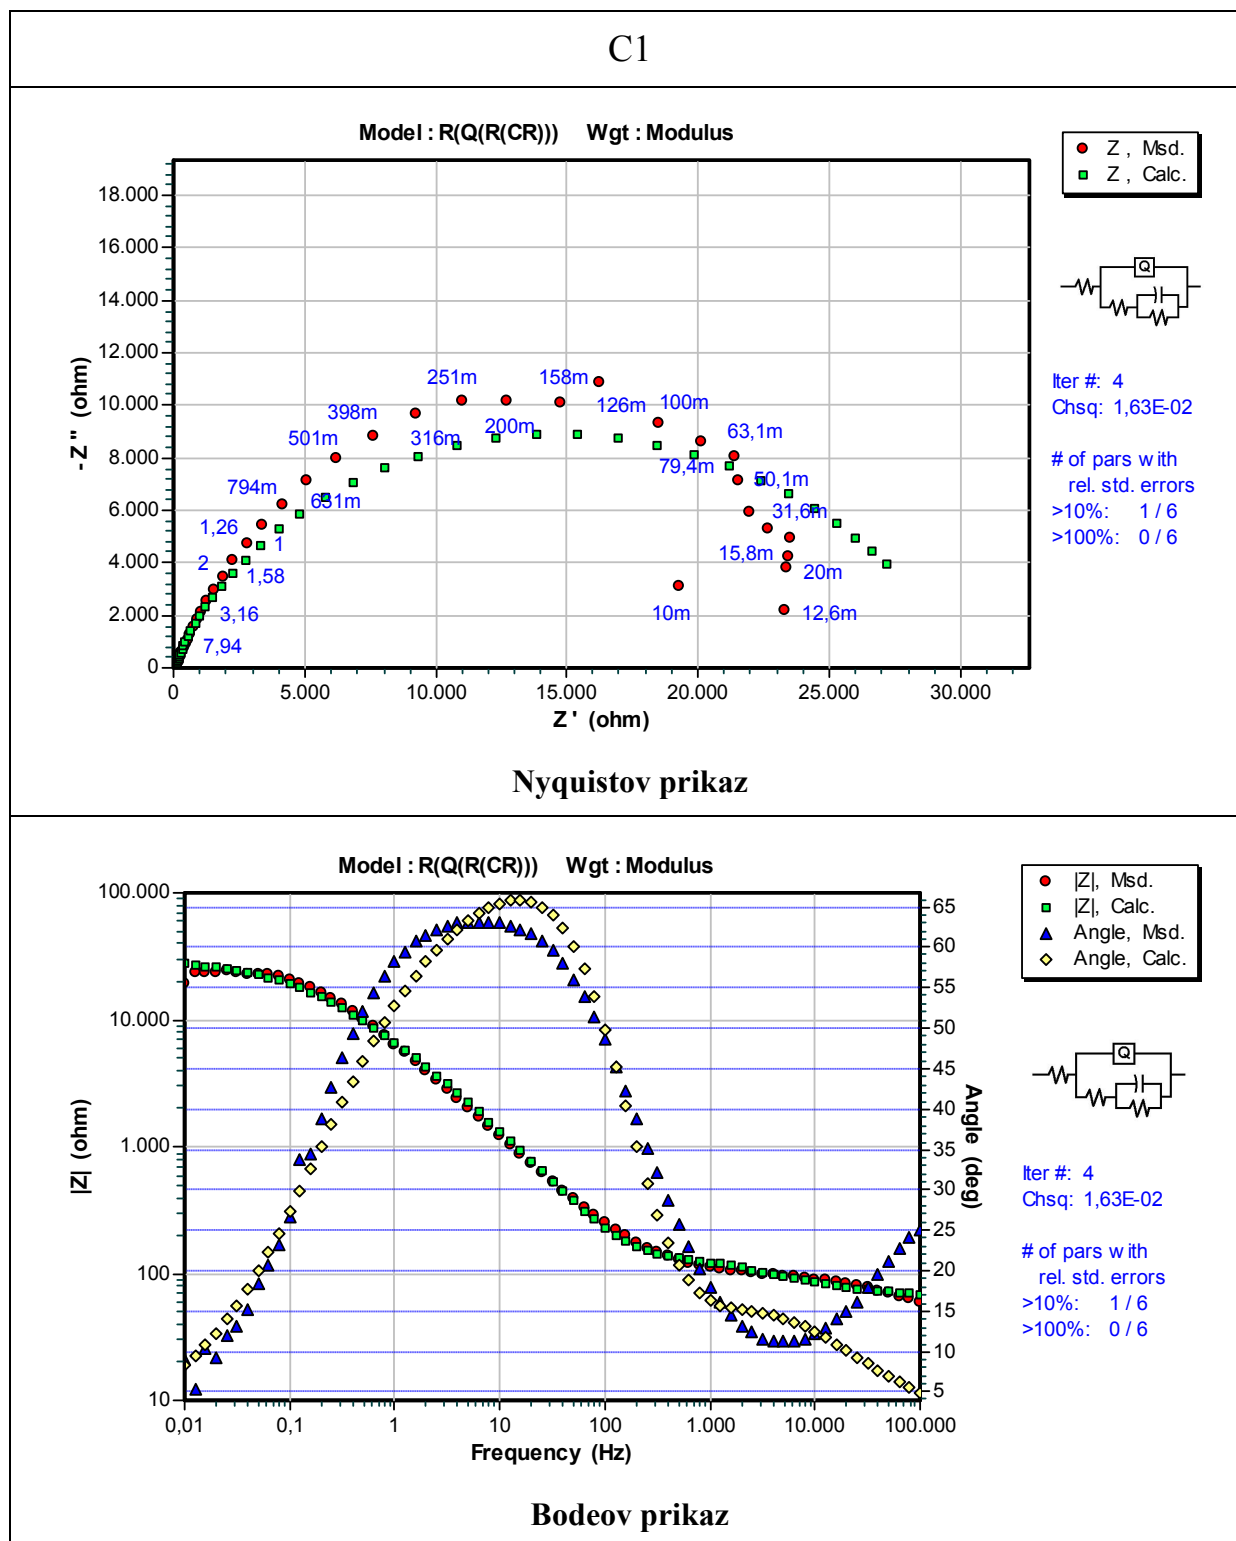 C1
Model : R(Q(R(CR))) Wgt : Modulus
Z , Msd.
Z , Calc.
18.000
16.000
14.000
12.000
10.000
8.000
6.000
4.000
2.000
0
- Z '' (ohm)
251m
158m
398m
126m
100m
501m
316m
200m
63,1m
794m
631m
79,4m
50,1m
1,26
1
31,6m
2
1,58
15,8m
20m
3,16
10m
12,6m
7,94
0
5.000
10.000
15.000
20.000
25.000
30.000
Z ' (ohm)
Q
Iter #: 4
Chsq: 1,63E-02
# of pars with
rel. std. errors
>10%: 1 / 6
>100%: 0 / 6
Nyquistov prikaz
Model : R(Q(R(CR))) Wgt : Modulus
|Z|, Msd.
|Z|, Calc.
Angle, Msd.
Angle, Calc.
100.000
10.000
1.000
100
10
|Z| (ohm)
65
60
55
50
45
40
35
30
25
20
15
10
5
Angle (deg)
0,01
0,1
1
10
100
1.000
10.000
100.000
Frequency (Hz)
Q
Iter #: 4
Chsq: 1,63E-02
# of pars with
rel. std. errors
>10%: 1 / 6
>100%: 0 / 6
Bodeov prikaz